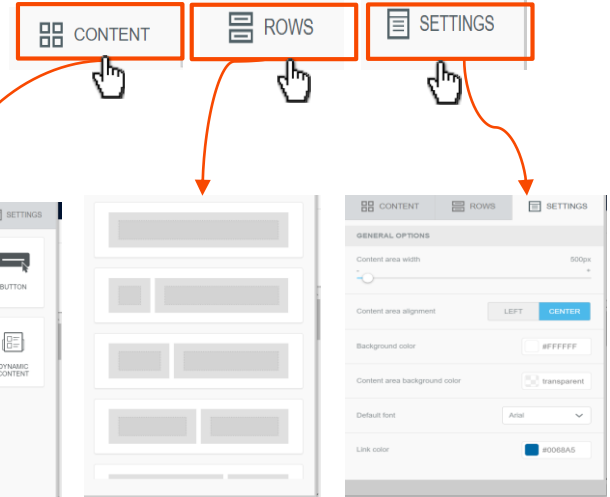 CONTENT
ROWS
SETTINGS
SETTINGS
BUTTON
DYNAMIC
CONTENT
CONTENT ROWS SETTINGS
GENERAL OPTIONS
Content area width 500px
- +
Content area alignment LEFT CENTER
Background color #FFFFFF
Content area background color transparent
Default font Arial
Link color #0068A5